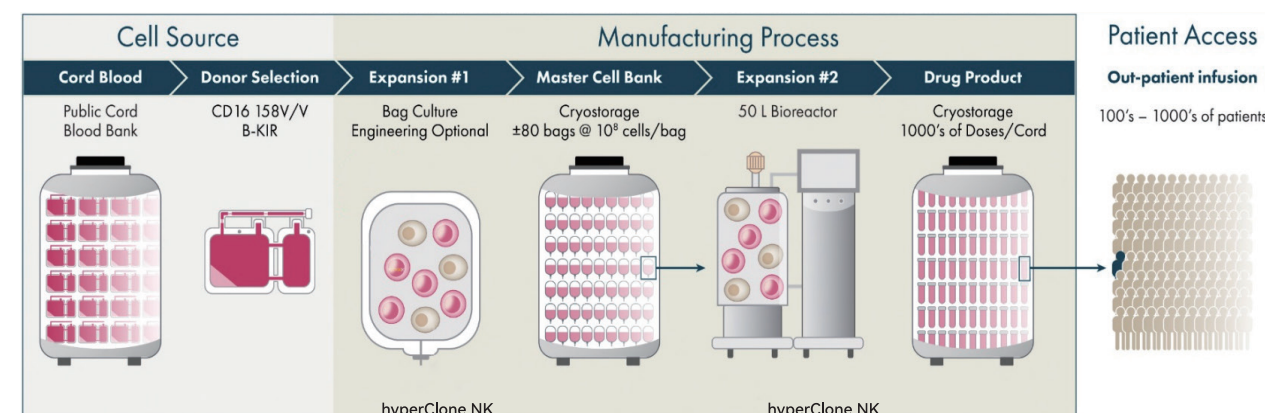 Cell Source
Manufacturing Process
Patient Access
Cord Blood
Donor Selection
Expansion #1
Master Cell Bank
Expansion #2
Drug Product
Out-patient infusion
Public Cord
Blood Bank
CD16 158V/V
B-KIR
Bag Culture
Engineering Optional
Cryostorage
±80 bags @ 10⁸ cells/bag
50 L Bioreactor
Cryostorage
1000's of Doses/Cord
100's – 1000's of patients
hyperClone NK
hyperClone NK